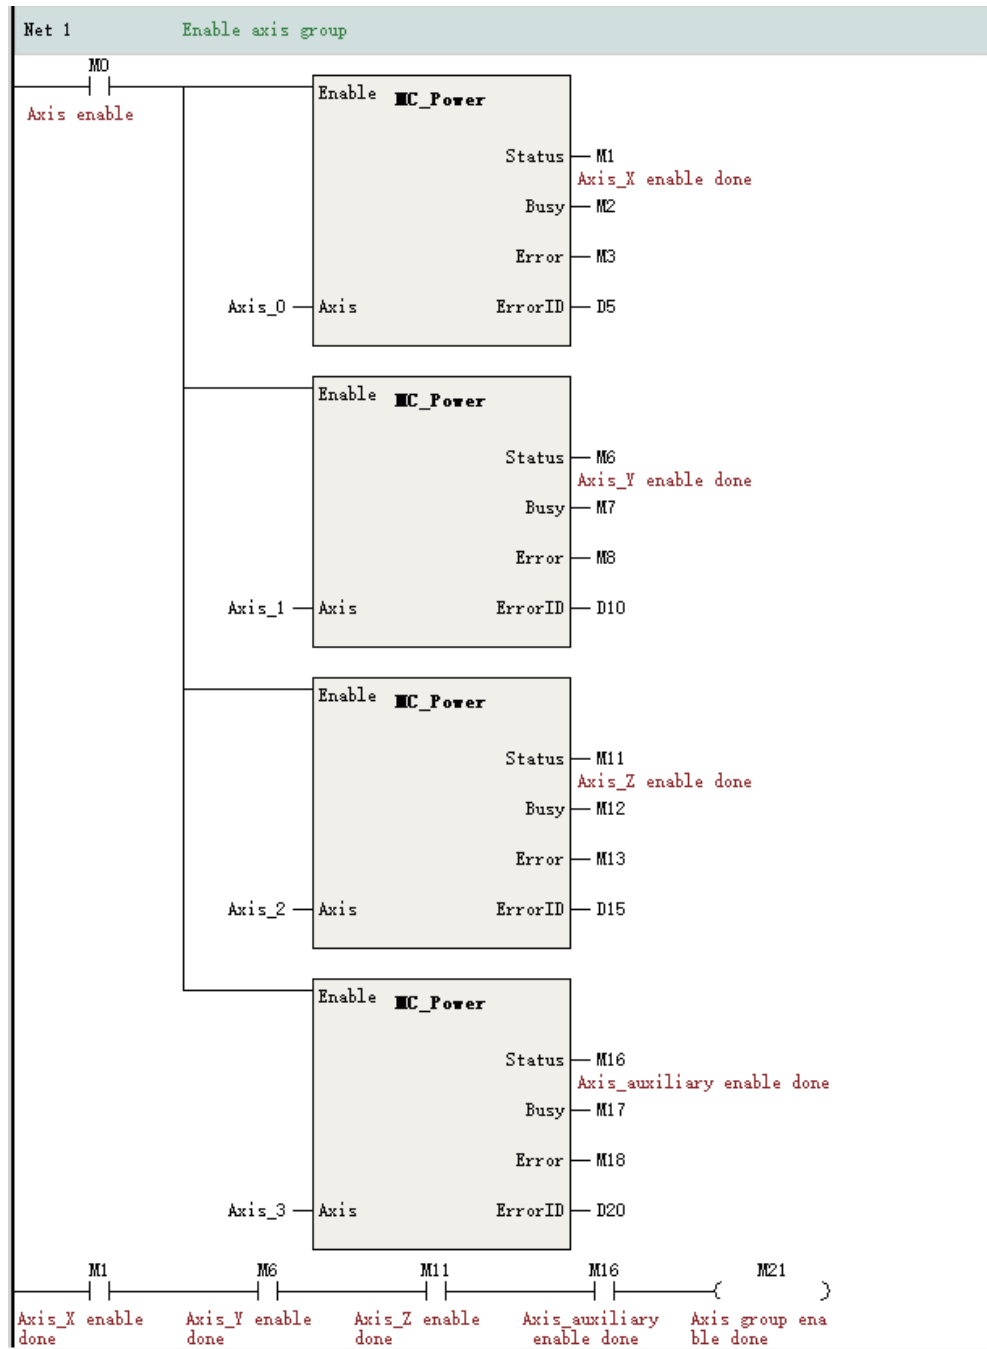 Net 1 Enable axis group
M0
Axis enable
Enable MC_Power
Status M1
Axis_X enable done
Busy M2
Error M3
Axis_0 Axis ErrorID D5
Enable MC_Power
Status M6
Axis_Y enable done
Busy M7
Error M8
Axis_1 Axis ErrorID D10
Enable MC_Power
Status M11
Axis_Z enable done
Busy M12
Error M13
Axis_2 Axis ErrorID D15
Enable MC_Power
Status M16
Axis_auxiliary enable done
Busy M17
Error M18
Axis_3 Axis ErrorID D20
M1 M6 M11 M16 M21
Axis_X enable Axis_Y enable Axis_Z enable Axis_auxiliary Axis group ena
done done done enable done ble done